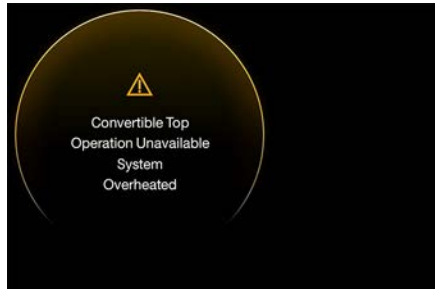 Convertible Top
Operation Unavailable
System
Overheated